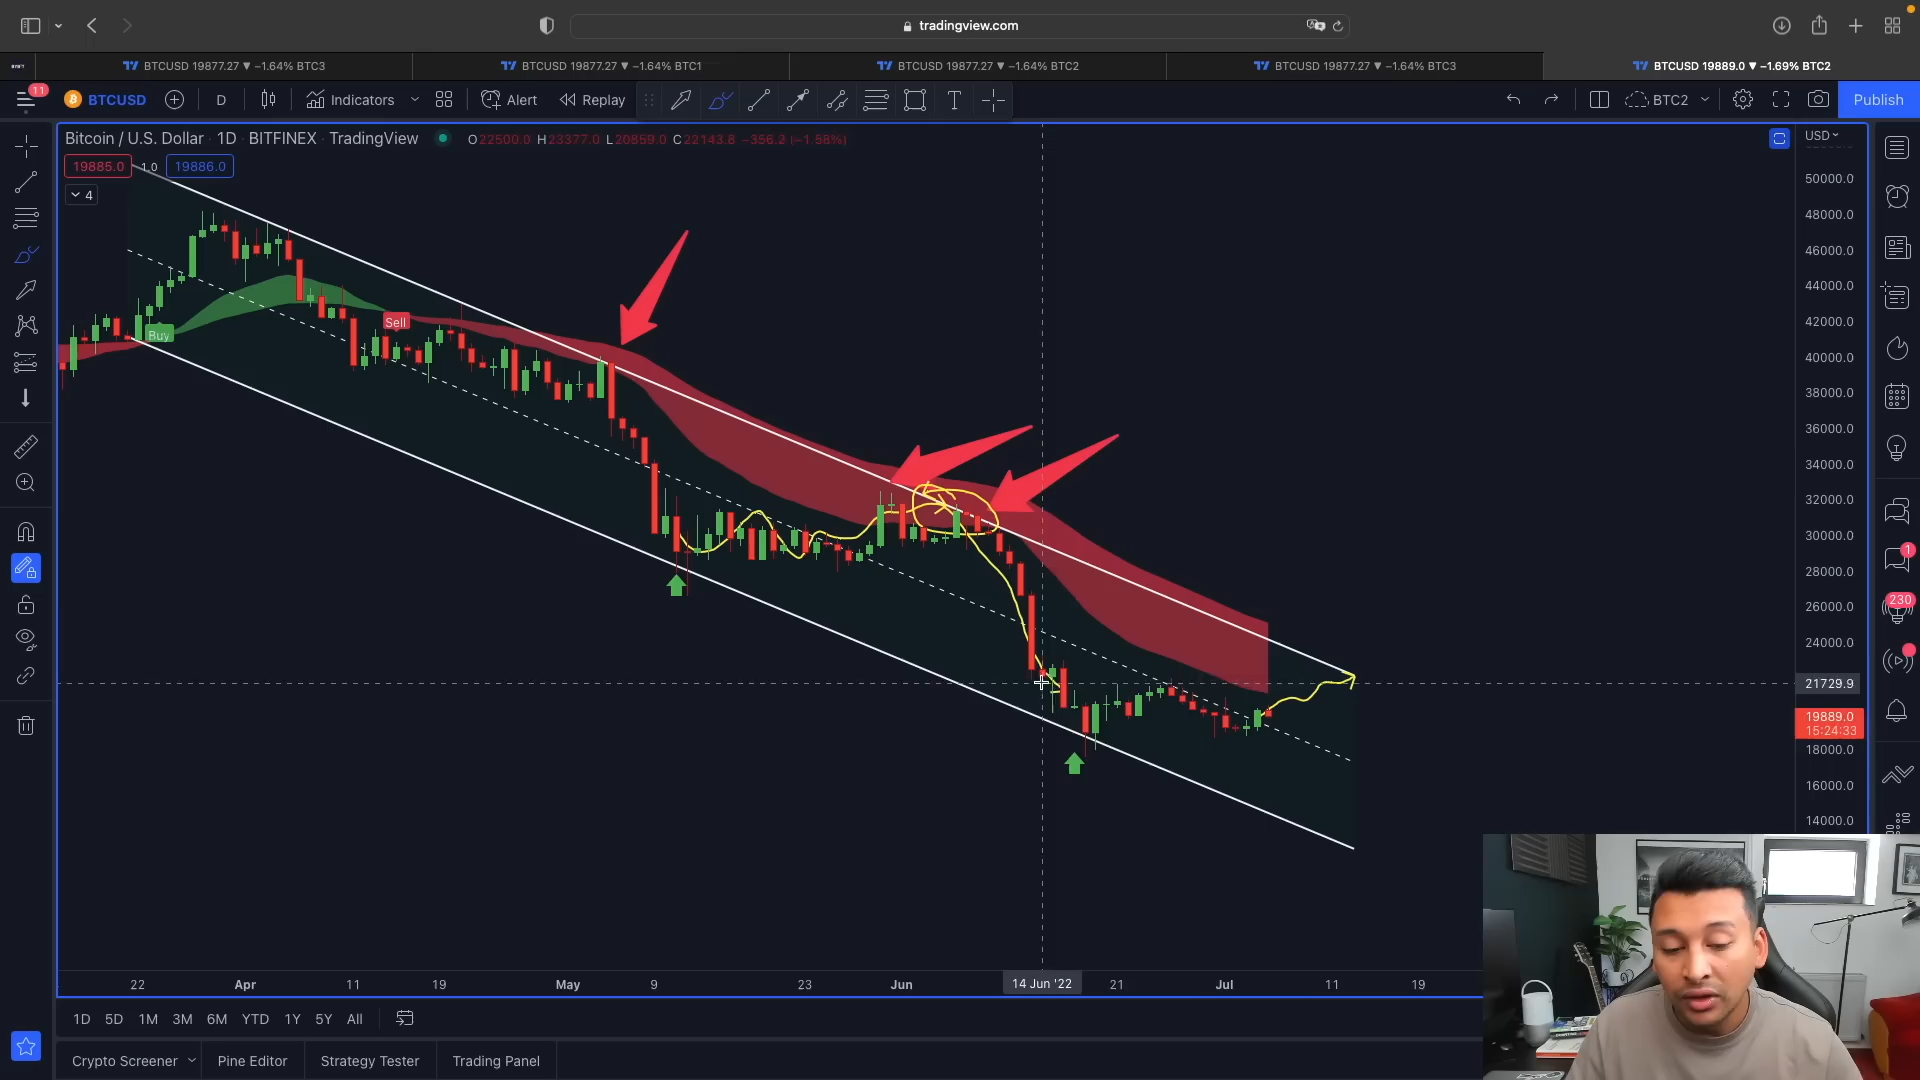 tradingview.com
BTCUSD 19877.27 ▼ −1.64% BTC3
BTCUSD 19877.27 ▼ −1.64% BTC1
BTCUSD 19877.27 ▼ −1.64% BTC2
BTCUSD 19877.27 ▼ −1.64% BTC3
BTCUSD 19889.0 ▼ −1.69% BTC2
11
BTCUSD
D
Indicators
Alert
Replay
T
BTC2
Publish
Bitcoin / U.S. Dollar 1D BITFINEX TradingView
O22500.0 H23377.0 L20859.0 C22143.8 −356.2 (−1.58%)
USD
19885.0 1.0 19886.0
4
50000.0
48000.0
46000.0
44000.0
42000.0
40000.0
38000.0
36000.0
34000.0
32000.0
30000.0
28000.0
26000.0
24000.0
21729.9
19889.0
15:24:33
18000.0
16000.0
14000.0
Buy
Sell
1
230
22 Apr 11 19 May 9 23 Jun 14 Jun '22 21 Jul 11 19
1D 5D 1M 3M 6M YTD 1Y 5Y All
Crypto Screener Pine Editor Strategy Tester Trading Panel